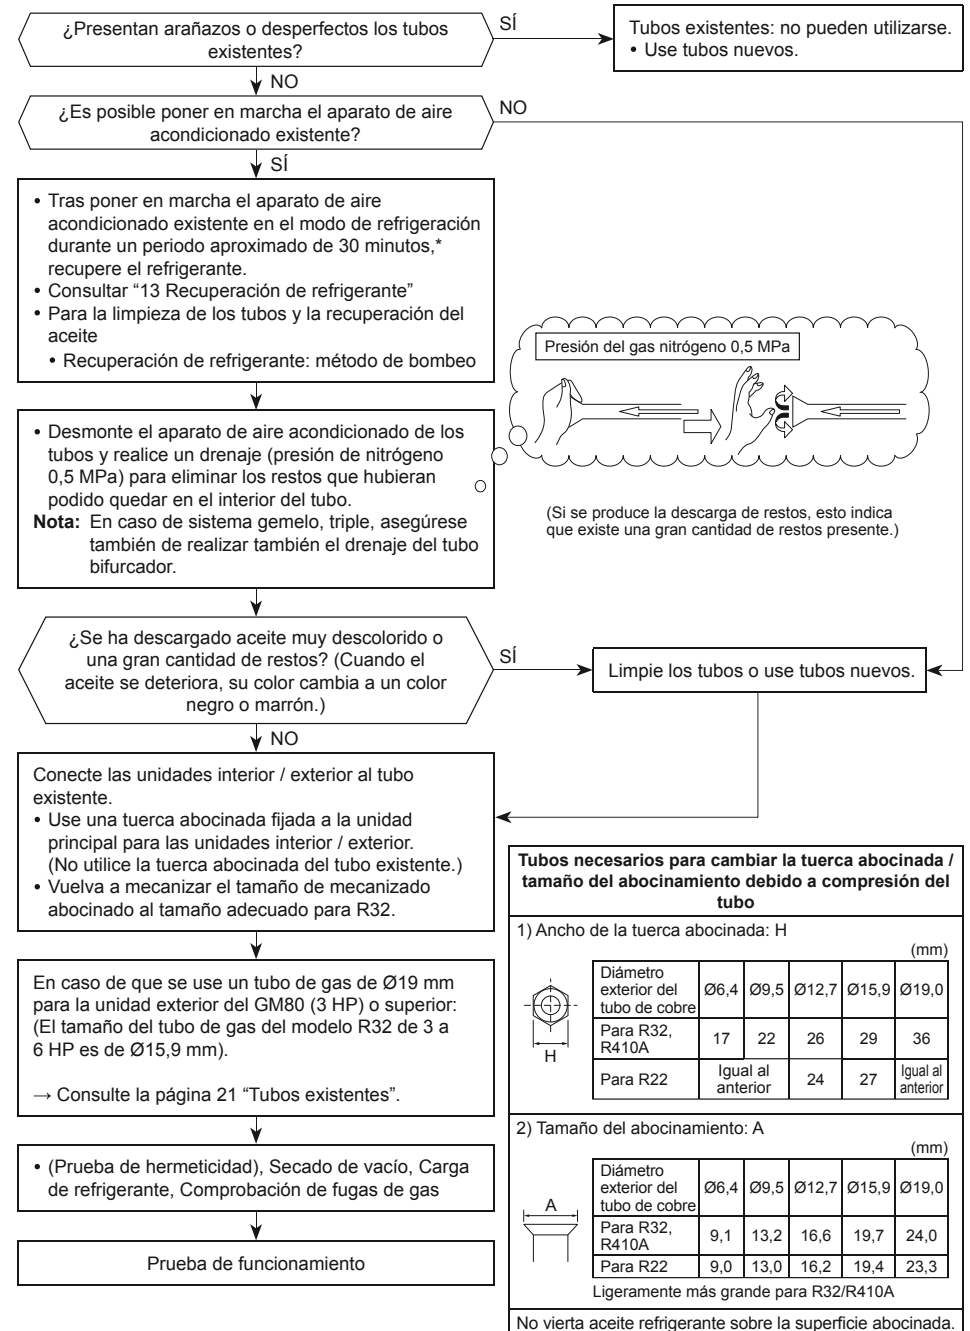 ¿Presentan arañazos o desperfectos los tubos
existentes?
SÍ
Tubos existentes: no pueden utilizarse.
• Use tubos nuevos.
NO
¿Es posible poner en marcha el aparato de aire
acondicionado existente?
NO
SÍ
• Tras poner en marcha el aparato de aire
acondicionado existente en el modo de refrigeración
durante un periodo aproximado de 30 minutos,*
recupere el refrigerante.
• Consultar “13 Recuperación de refrigerante”
• Para la limpieza de los tubos y la recuperación del
aceite
• Recuperación de refrigerante: método de bombeo
Presión del gas nitrógeno 0,5 MPa
(Si se produce la descarga de restos, esto indica
que existe una gran cantidad de restos presente.)
• Desmonte el aparato de aire acondicionado de los
tubos y realice un drenaje (presión de nitrógeno
0,5 MPa) para eliminar los restos que hubieran
podido quedar en el interior del tubo.
Nota: En caso de sistema gemelo, triple, asegúrese
también de realizar también el drenaje del tubo
bifurcador.
¿Se ha descargado aceite muy descolorido o
una gran cantidad de restos? (Cuando el
aceite se deteriora, su color cambia a un color
negro o marrón.)
SÍ
Limpie los tubos o use tubos nuevos.
NO
Conecte las unidades interior / exterior al tubo
existente.
• Use una tuerca abocinada fijada a la unidad
principal para las unidades interior / exterior.
(No utilice la tuerca abocinada del tubo existente.)
• Vuelva a mecanizar el tamaño de mecanizado
abocinado al tamaño adecuado para R32.
En caso de que se use un tubo de gas de Ø19 mm
para la unidad exterior del GM80 (3 HP) o superior:
(El tamaño del tubo de gas del modelo R32 de 3 a
6 HP es de Ø15,9 mm).
→ Consulte la página 21 “Tubos existentes”.
• (Prueba de hermeticidad), Secado de vacío, Carga
de refrigerante, Comprobación de fugas de gas
Prueba de funcionamiento
Tubos necesarios para cambiar la tuerca abocinada /
tamaño del abocinamiento debido a compresión del
tubo
1) Ancho de la tuerca abocinada: H
(mm)
H
Diámetro
exterior del
tubo de cobre
Ø6,4 Ø9,5 Ø12,7 Ø15,9 Ø19,0
Para R32,
R410A
17 22 26 29 36
Para R22
Igual al
anterior
24 27
Igual al
anterior
2) Tamaño del abocinamiento: A
(mm)
A
Diámetro
exterior del
tubo de cobre
Ø6,4 Ø9,5 Ø12,7 Ø15,9 Ø19,0
Para R32,
R410A
9,1 13,2 16,6 19,7 24,0
Para R22 9,0 13,0 16,2 19,4 23,3
Ligeramente más grande para R32/R410A
No vierta aceite refrigerante sobre la superficie abocinada.